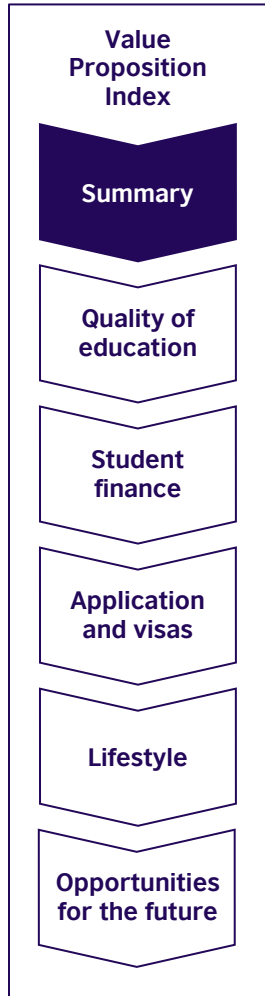 Value
Proposition
Index
Summary
Quality of
education
Student
finance
Application
and visas
Lifestyle
Opportunities
for the future